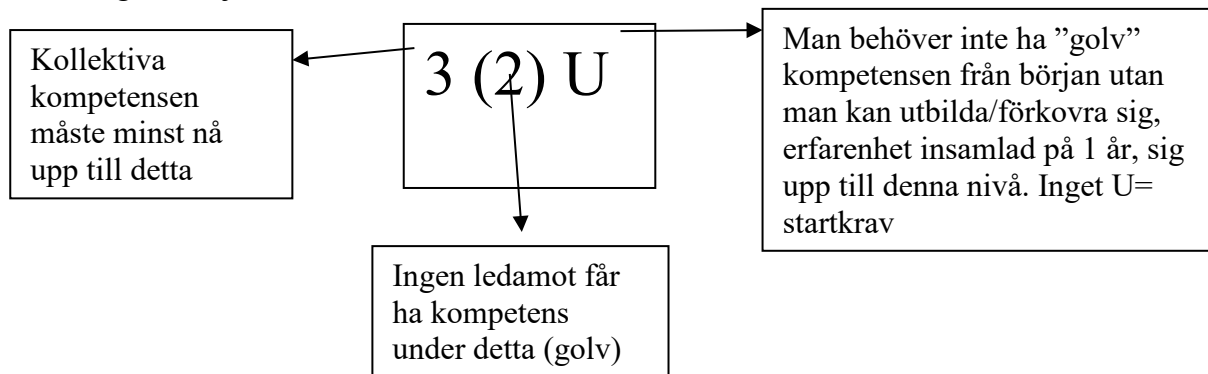 Kollektiva
kompetensen
måste minst nå
upp till detta
3 (2) U
Man behöver inte ha ”golv”
kompetensen från början utan
man kan utbilda/förkovra sig,
erfarenhet insamlad på 1 år, sig
upp till denna nivå. Inget U=
startkrav
Ingen ledamot får
ha kompetens
under detta (golv)